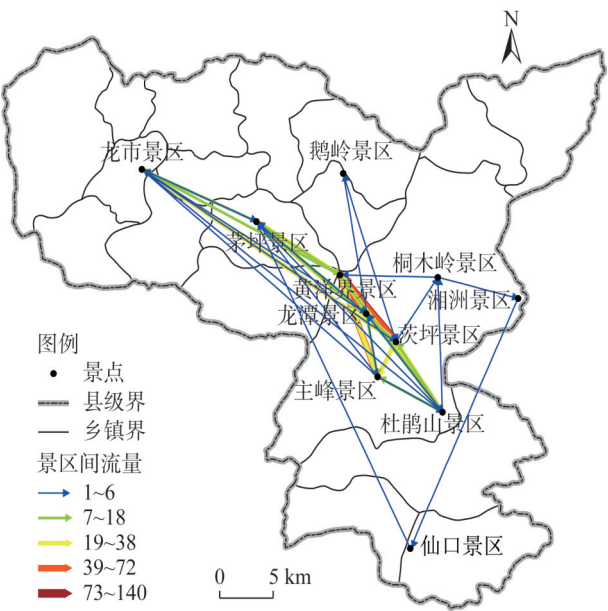 N
龙市景区
鹅岭景区
茅坪景区
桐木岭景区
黄洋界景区
湘洲景区
龙潭景区
茨坪景区
主峰景区
杜鹃山景区
仙口景区
图例
景点
县级界
乡镇界
景区间流量
1~6
7~18
19~38
39~72
73~140
0 5 km